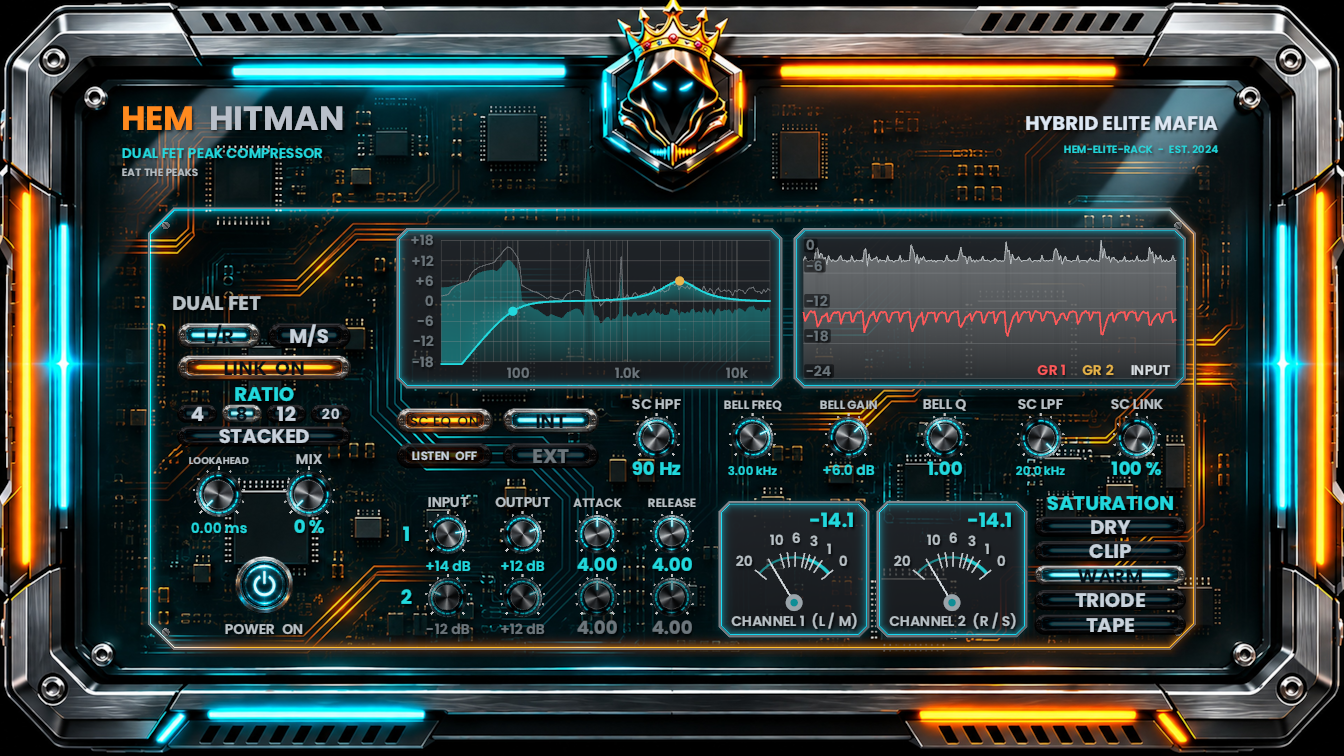 HEM HITMAN
DUAL FET PEAK COMPRESSOR
EAT THE PEAKS
HYBRID ELITE MAFIA
HEM-ELITE-RACK - EST. 2024
+18
+12
+6
0
-6
-12
-18
100
1.0k
10k
0
-6
-12
-18
-24
GR 1 GR 2 INPUT
DUAL FET
L/R M/S
LINK ON
RATIO
4 8 12 20
STACKED
LOOKAHEAD MIX
0.00 ms 0 %
POWER ON
SC EQ ON INT
LISTEN OFF EXT
SC HPF BELL FREQ BELL GAIN BELL Q SC LPF SC LINK
90 Hz 3.00 kHz +6.0 dB 1.00 20.0 kHz 100 %
INPUT OUTPUT ATTACK RELEASE
1
+14 dB +12 dB 4.00 4.00
2
-12 dB +12 dB 4.00 4.00
-14.1
20 10 6 3 1 0
CHANNEL 1 (L / M)
-14.1
20 10 6 3 1 0
CHANNEL 2 (R / S)
SATURATION
DRY
CLIP
WARM
TRIODE
TAPE